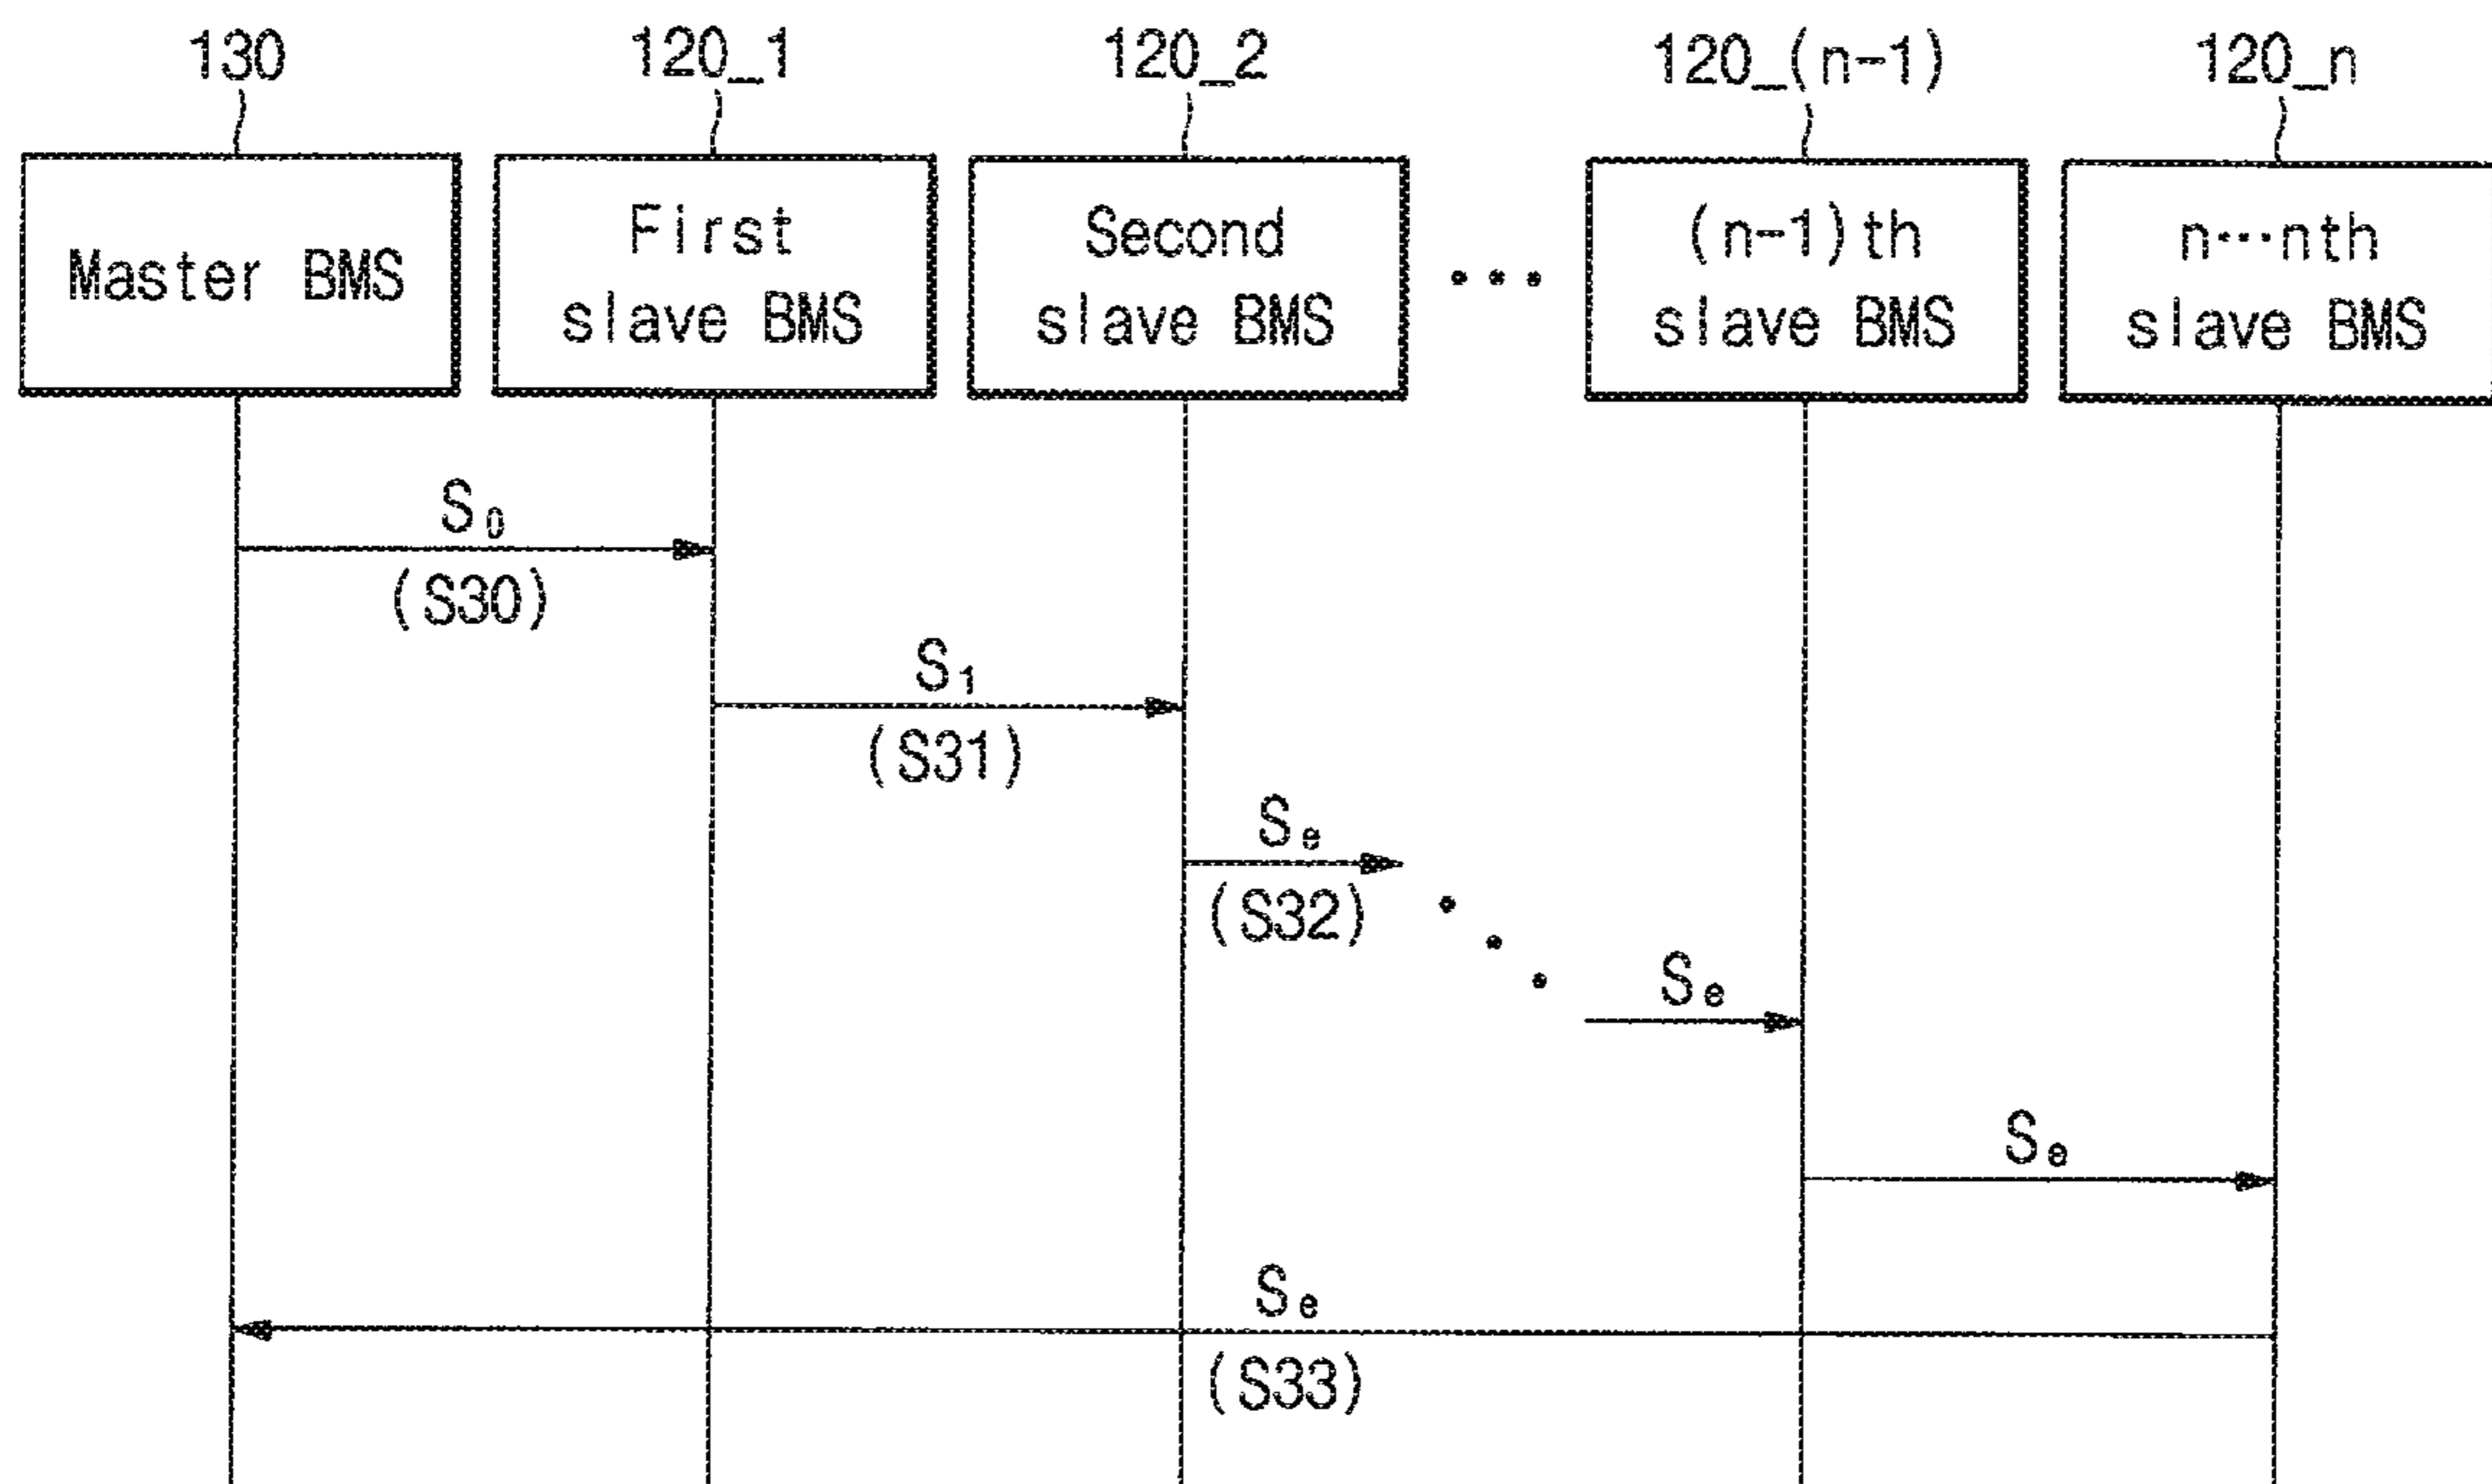 130
120_1
120_2
120_(n-1)
120_n
Master BMS
First
slave BMS
Second
slave BMS
...
(n-1)th
slave BMS
n···nth
slave BMS
S₀
(S30)
S₁
(S31)
Sₑ
(S32)
Sₑ
Sₑ
Sₑ
(S33)